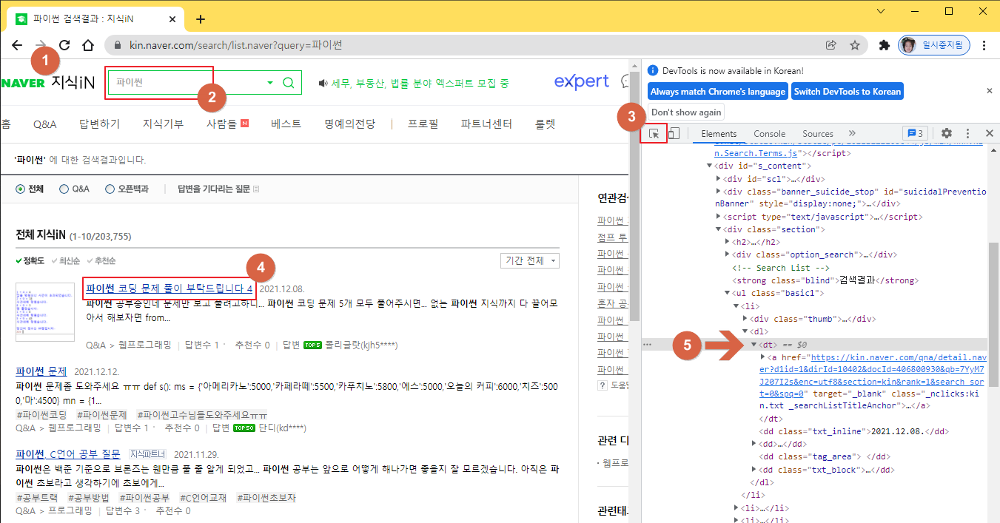 파이썬 검색결과 : 지식iN
kin.naver.com/search/list.naver?query=파이썬
일시중지됨
1
NAVER 지식iN
파이썬
2
세무, 부동산, 법률 분야 엑스퍼트 모집 중
expert
홈 Q&A 답변하기 지식기부 사람들 N 베스트 명예의전당 프로필 파트너센터 룰렛
'파이썬' 에 대한 검색결과입니다.
전체 Q&A 오픈백과 답변을 기다리는 질문
전체 지식iN (1-10/203,755)
정확도 최신순 추천순
기간 전체
4
파이썬 코딩 문제 풀이 부탁드립니다 4 2021.12.08.
파이썬 공부중인데 문제만 보고 풀려고하니... 파이썬 코딩 문제 5개 모두 풀어주시면... 없는 파이썬 지식까지 다 끌어모
아서 해보자면 from...
Q&A > 웹프로그래밍 답변수 1 · 추천수 0 답변 TOP5 폴리글랏(kjh5****)
파이썬 문제 2021.12.12.
파이썬 문제좀 도와주세요 ㅠㅠ def s(): ms = {'아메리카노':5000,'카페라떼':5500,'카푸치노':5800,'에스':5000,'오늘의 커피':6000,'치즈':500
0,'마':4500} mn = {1...
#파이썬코딩 #파이썬문제 #파이썬고수님들도와주세요ㅠㅠ
Q&A > 웹프로그래밍 답변수 1 · 추천수 0 답변 TOP50 단디(kd****)
파이썬, C언어 공부 질문 지식파트너 2021.11.29.
파이썬은 백준 기준으로 브론즈는 웬만큼 풀 줄 알게 되었고... 파이썬 공부는 앞으로 어떻게 해나가면 좋을지 잘 모르겠습니다. 아직은 파
이썬 초보라고 생각하기에 초보에게...
#공부트랙 #공부방법 #파이썬공부 #C언어교재 #파이썬초보자
Q&A > 프로그래밍 답변수 3 · 추천수 0
연관검
파이썬
점프 투
파이썬
파이썬
파이썬
혼자 공
파이썬
파이썬
파이썬
파이썬
? 도움말
관련 디
· 웹프로
관련태
DevTools is now available in Korean!
Always match Chrome's language Switch DevTools to Korean
Don't show again
3
Elements Console Sources » 3
n.Search.Terms.js"></script>
<div id="s_content">
<div id="scl">…</div>
<div class="banner_suicide_stop" id="suicidalPreventio
nBanner" style="display:none;">…</div>
<script type="text/javascript">…</script>
<div class="section">
<h2>…</h2>
<div class="option_search">…</div>
<!-- Search List -->
<strong class="blind">검색결과</strong>
<ul class="basic1">
<li>
<div class="thumb">…</div>
<dl>
5
<dt> == $0
<a href="https://kin.naver.com/qna/detail.nav
er?d1id=1&dirId=10402&docId=406800930&qb=7YyM7
J207I2s&enc=utf8&section=kin&rank=1&search_sor
t=0&spq=0" target="_blank" class="_nclicks:ki
n.txt _searchListTitleAnchor">…</a>
</dt>
<dd class="txt_inline">2021.12.08.</dd>
<dd>…</dd>
<dd class="tag_area"> </dd>
<dd class="txt_block">…</dd>
</dl>
</li>
<li>…</li>
<li>…</li>